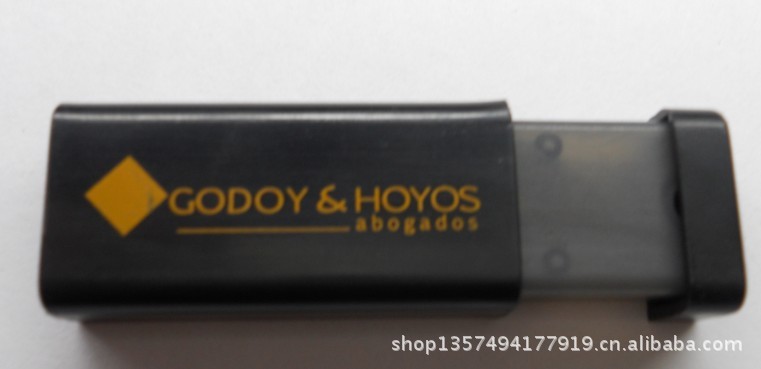 GODOY & HOYOS
abogados
shop1357494177919.cn.alibaba.com